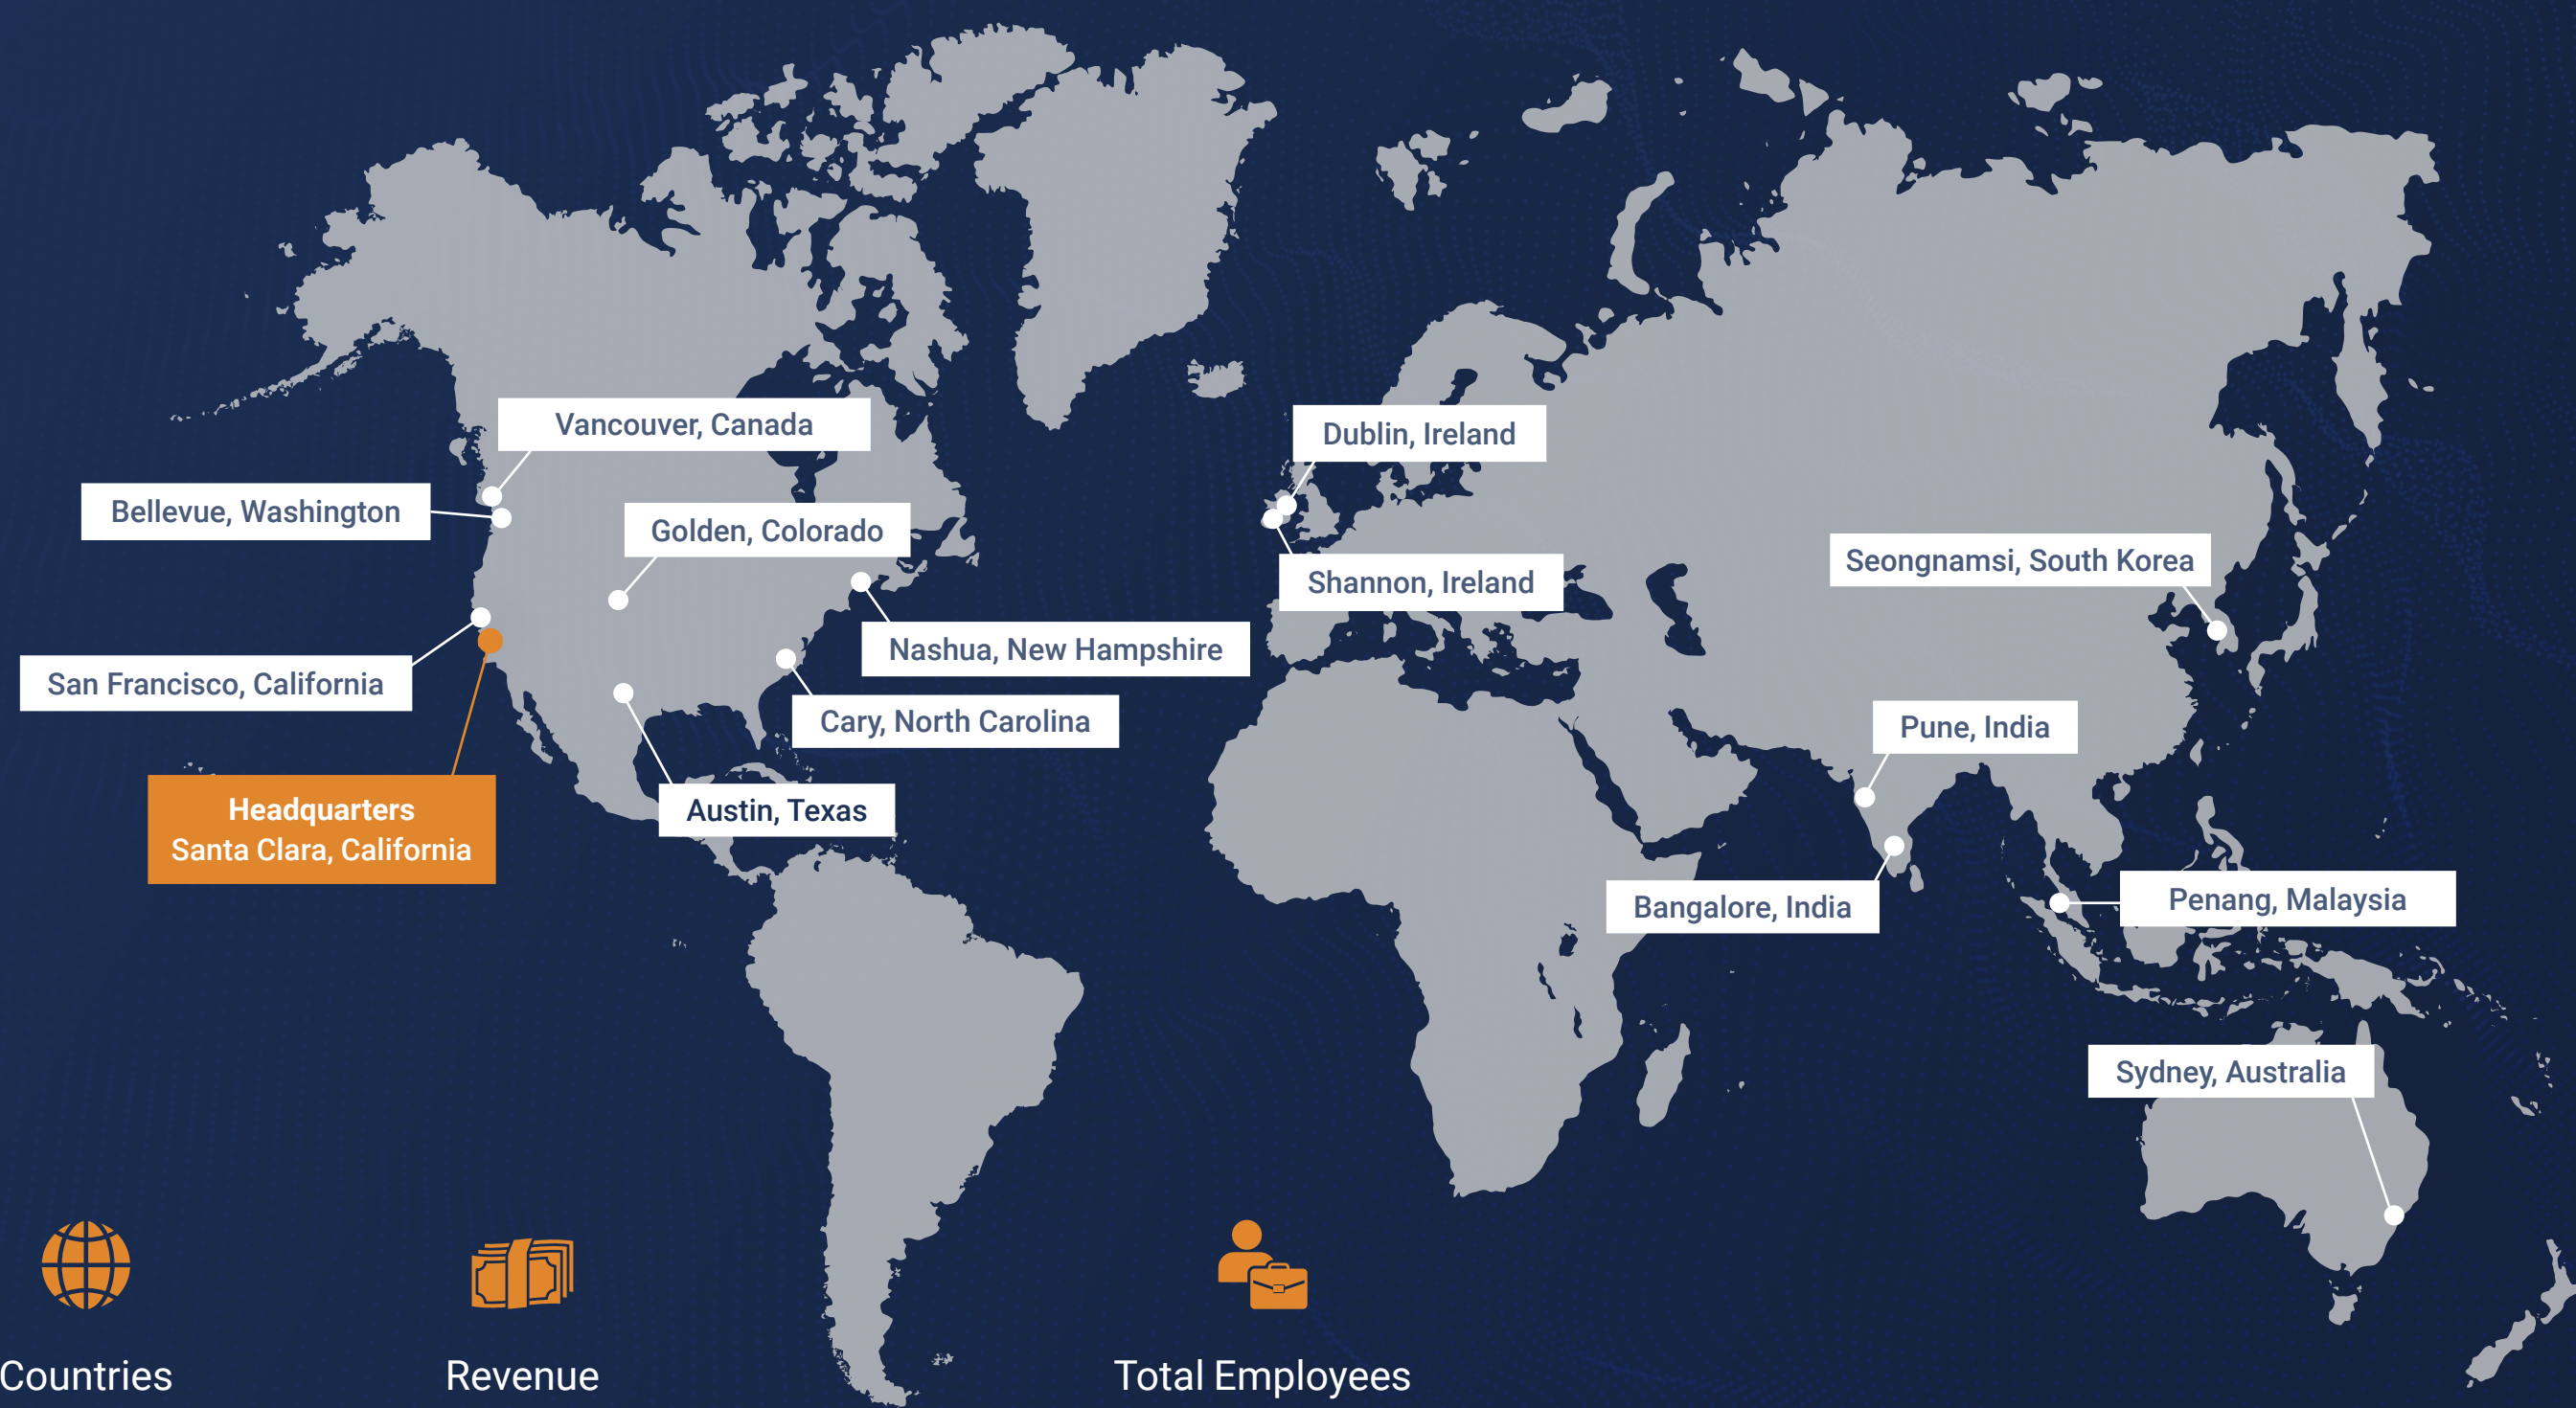 Vancouver, Canada
Dublin, Ireland
Bellevue, Washington
Golden, Colorado
Seongnamsi, South Korea
Shannon, Ireland
Nashua, New Hampshire
San Francisco, California
Cary, North Carolina
Pune, India
Headquarters
Santa Clara, California
Austin, Texas
Penang, Malaysia
Bangalore, India
Sydney, Australia
Countries
Revenue
Total Employees